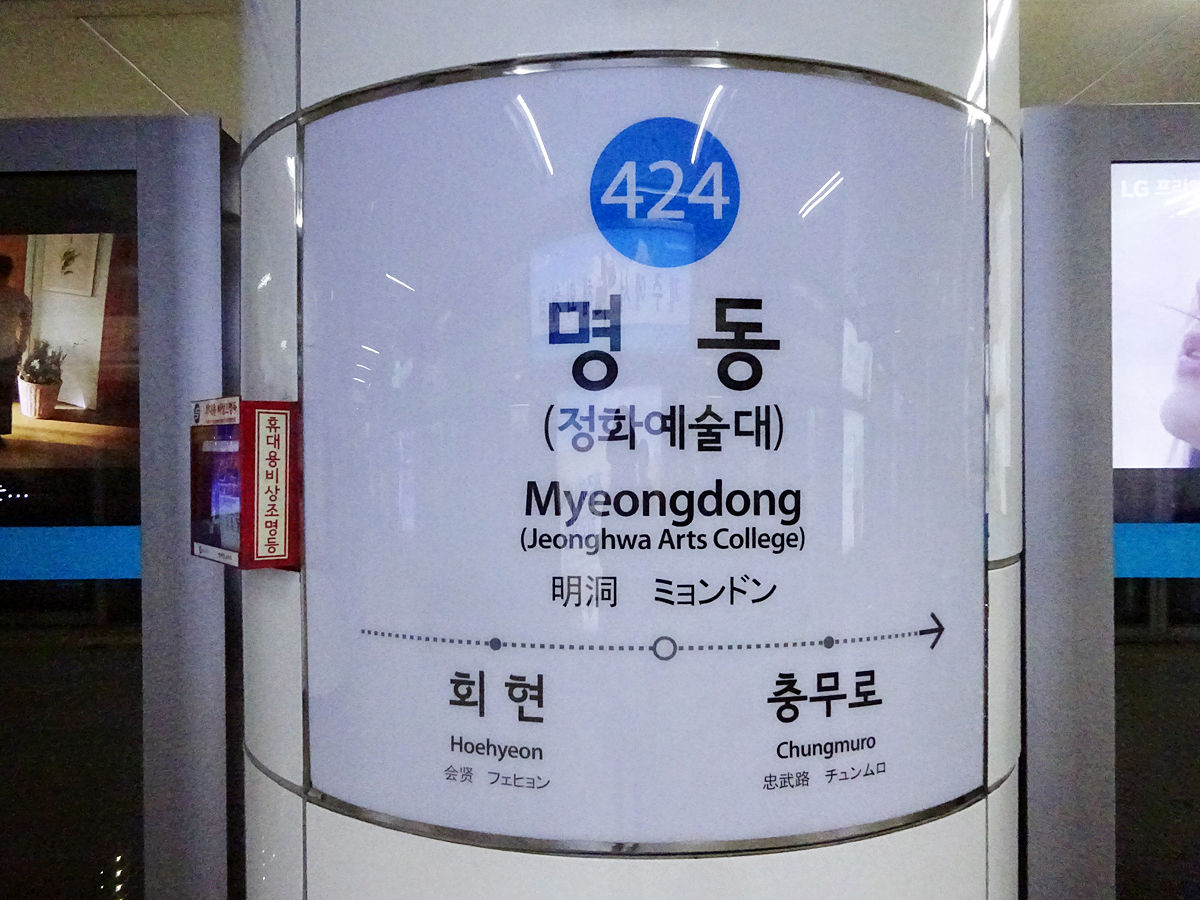 424
명 동
(정화예술대)
Myeongdong
(Jeonghwa Arts College)
明洞 ミョンドン
회 현
Hoehyeon
会贤 フェヒョン
충무로
Chungmuro
忠武路 チュンムロ
휴대용비상조명등
LG